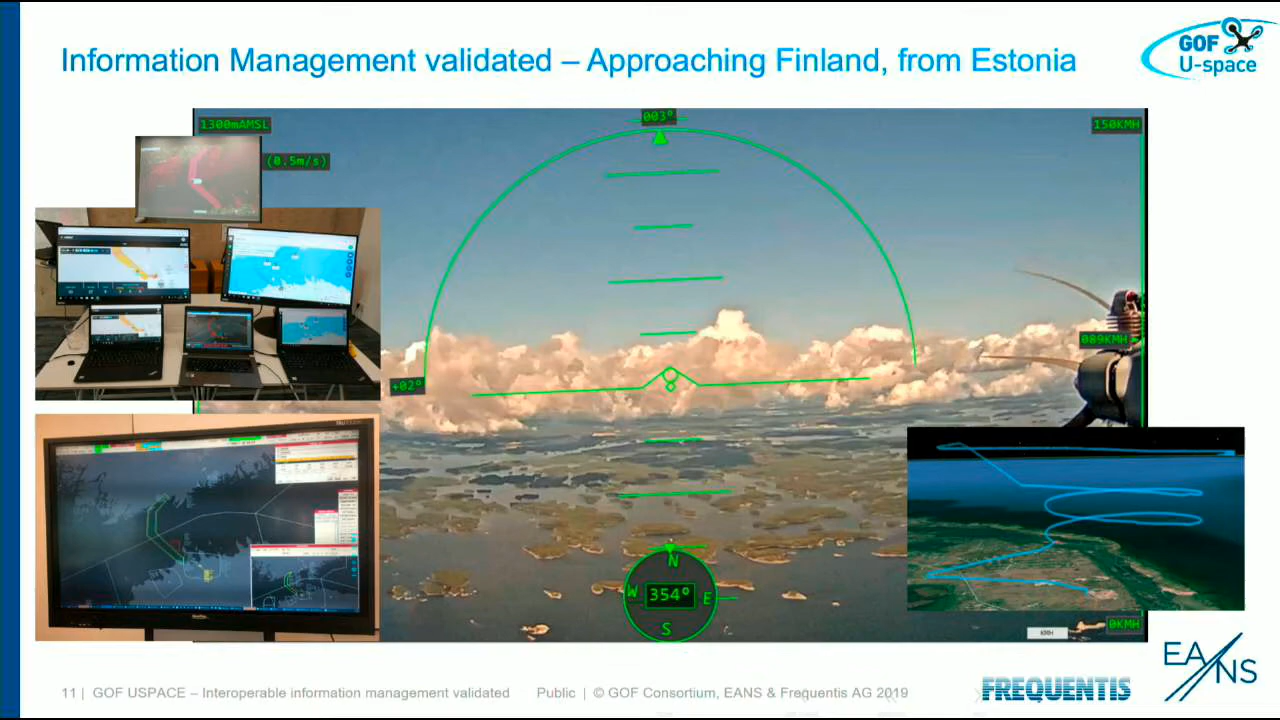 Information Management validated – Approaching Finland, from Estonia
GOF
U-space
1300mAMSL
003°
150KMH
(0.5m/s)
089KMH
+02°
N
W 354° E
S
KMH
0KMH
EANS
11 | GOF USPACE – Interoperable information management validated Public | © GOF Consortium, EANS & Frequentis AG 2019
FREQUENTIS